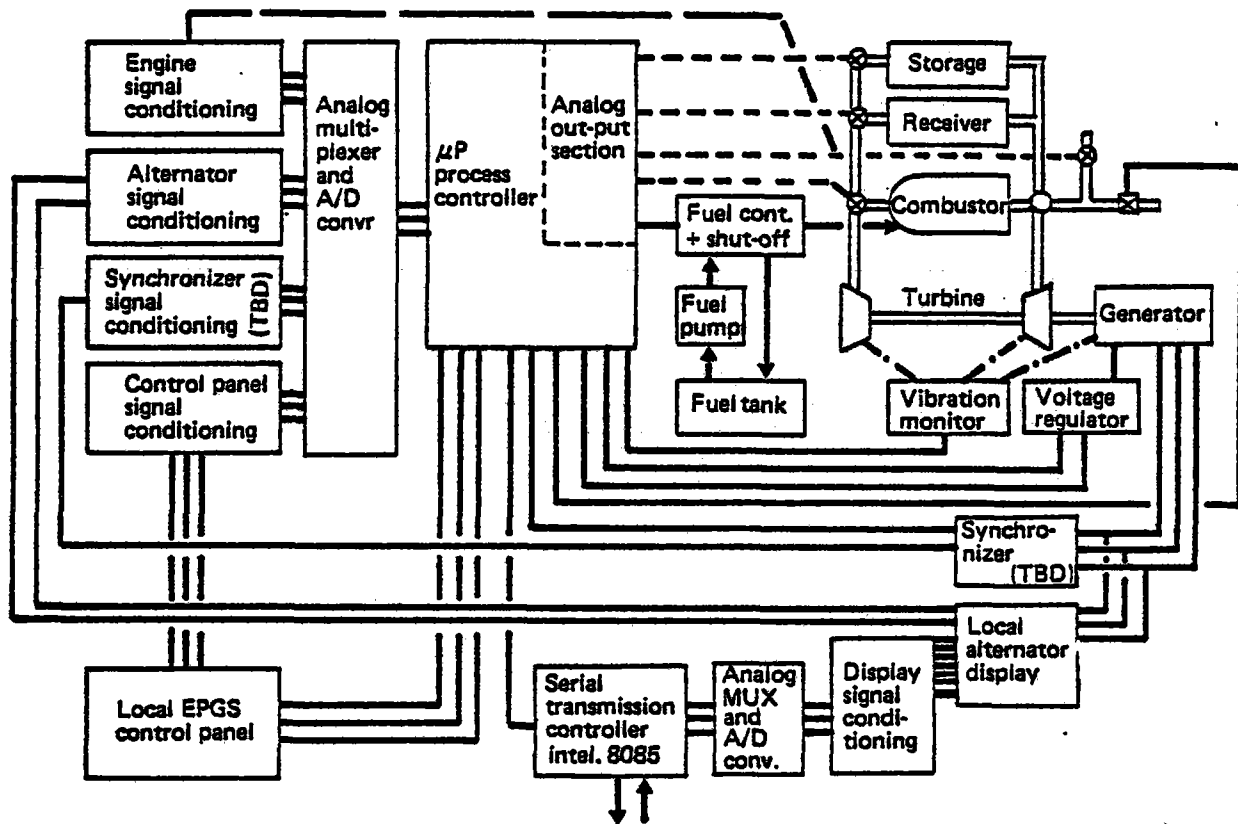 Engine
signal
conditioning
Alternator
signal
conditioning
Synchronizer
signal
conditioning
(TBD)
Control panel
signal
conditioning
Analog
multi-
plexer
and
A/D
convr
μP
process
controller
Analog
out-put
section
Storage
Receiver
Combustor
Fuel cont.
+ shut-off
Fuel
pump
Fuel tank
Turbine
Generator
Vibration
monitor
Voltage
regulator
Synchro-
nizer
(TBD)
Local
alternator
display
Display
signal
condi-
tioning
Analog
MUX
and
A/D
conv.
Serial
transmission
controller
intel. 8085
Local EPGS
control panel